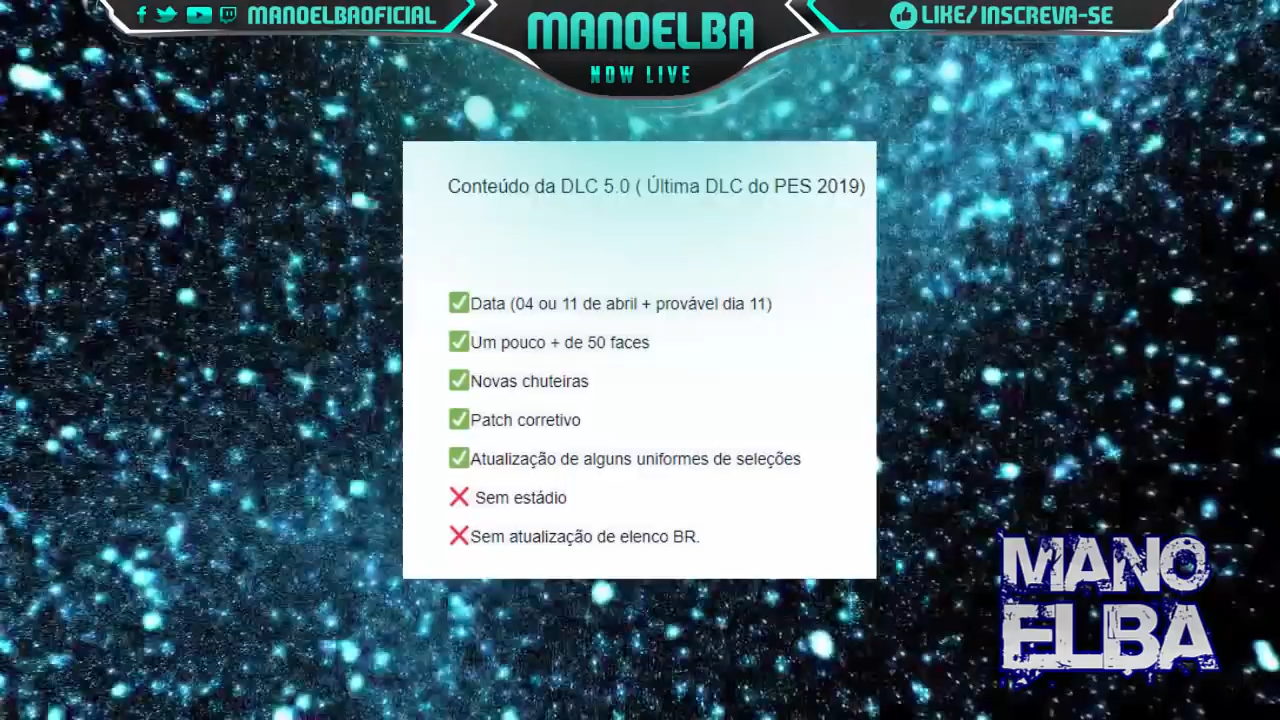 MANOELBAOFICIAL
MANOELBA
NOW LIVE
LIKE/INSCREVA-SE
Conteúdo da DLC 5.0 ( Última DLC do PES 2019)
✅Data (04 ou 11 de abril + provável dia 11)
✅Um pouco + de 50 faces
✅Novas chuteiras
✅Patch corretivo
✅Atualização de alguns uniformes de seleções
❌ Sem estádio
❌Sem atualização de elenco BR.
MANO
ELBA